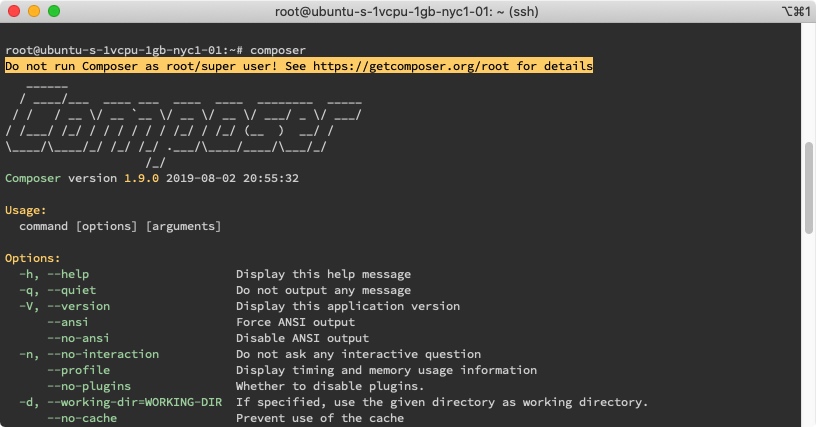 root@ubuntu-s-1vcpu-1gb-nyc1-01: ~ (ssh)
⌥⌘1
root@ubuntu-s-1vcpu-1gb-nyc1-01:~# composer
Do not run Composer as root/super user! See https://getcomposer.org/root for details
   ______
  / ____/___  ____ ___  ____  ____  ________  _____
 / /   / __ \/ __ `__ \/ __ \/ __ \/ ___/ _ \/ ___/
/ /___/ /_/ / / / / / / /_/ / /_/ (__  )  __/ /
\____/\____/_/ /_/ /_/ .___/\____/____/\___/_/
                    /_/
Composer version 1.9.0 2019-08-02 20:55:32
Usage:
  command [options] [arguments]
Options:
  -h, --help                     Display this help message
  -q, --quiet                    Do not output any message
  -V, --version                  Display this application version
      --ansi                     Force ANSI output
      --no-ansi                  Disable ANSI output
  -n, --no-interaction           Do not ask any interactive question
      --profile                  Display timing and memory usage information
      --no-plugins               Whether to disable plugins.
  -d, --working-dir=WORKING-DIR  If specified, use the given directory as working directory.
      --no-cache                 Prevent use of the cache